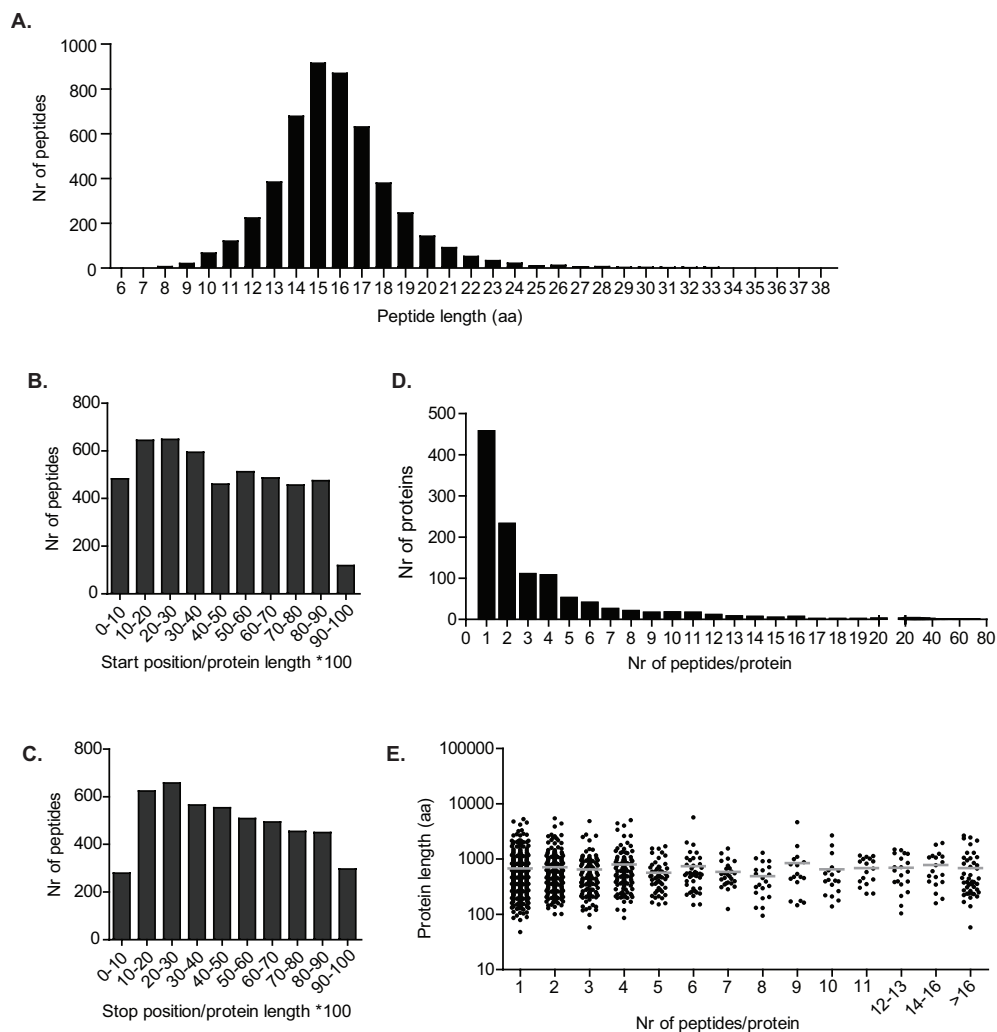 A.
1000
800
600
400
200
0
Nr of peptides
6 7 8 9 10 11 12 13 14 15 16 17 18 19 20 21 22 23 24 25 26 27 28 29 30 31 32 33 34 35 36 37 38
Peptide length (aa)
B.
800
600
400
200
0
Nr of peptides
0-10 10-20 20-30 30-40 40-50 50-60 60-70 70-80 80-90 90-100
Start position/protein length *100
D.
500
400
300
200
100
0
Nr of proteins
0 1 2 3 4 5 6 7 8 9 10 11 12 13 14 15 16 17 18 19 20 20 40 60 80
Nr of peptides/protein
C.
800
600
400
200
0
Nr of peptides
0-10 10-20 20-30 30-40 40-50 50-60 60-70 70-80 80-90 90-100
Stop position/protein length *100
E.
100000
10000
1000
100
10
Protein length (aa)
1 2 3 4 5 6 7 8 9 10 11 12-13 14-16 >16
Nr of peptides/protein